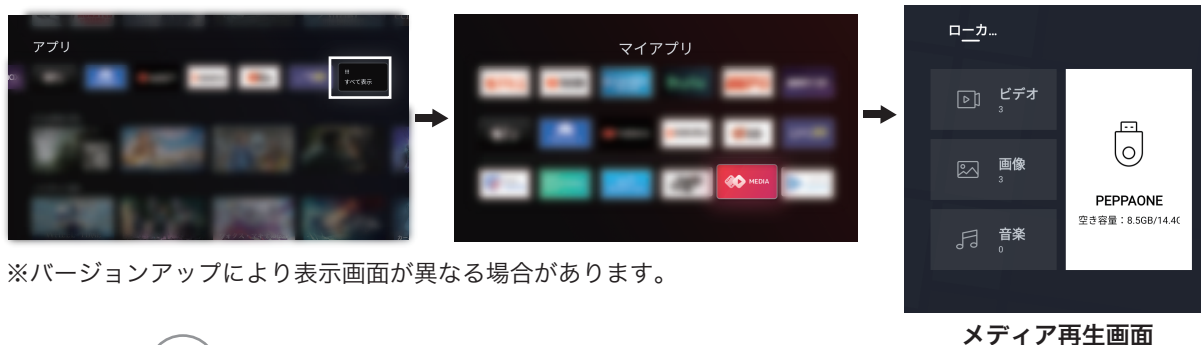 アプリ
すべて表示
マイアプリ
MEDIA
ローカ...
ビデオ
3
画像
3
音楽
0
PEPPAONE
空き容量：8.5GB/14.4
※バージョンアップにより表示画面が異なる場合があります。
メディア再生画面